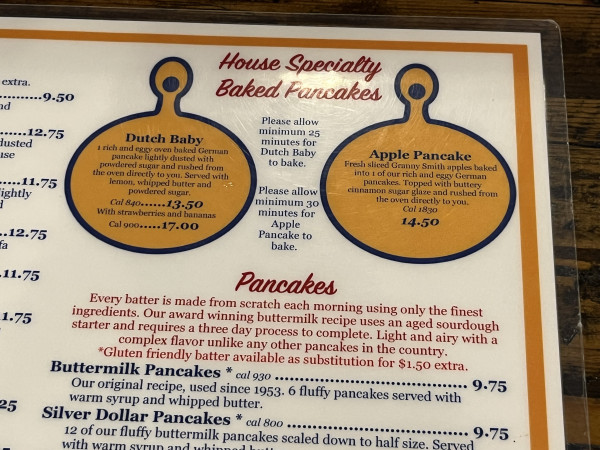 extra.
.......9.50
nd
.....12.75
dusted
use
....11.75
lightly
d
...12.75
fa
.11.75
1.75
25
House Specialty
Baked Pancakes
Dutch Baby
1 rich and eggy oven baked German
pancake lightly dusted with
powdered sugar and rushed from
the oven directly to you. Served with
lemon, whipped butter and
powdered sugar.
Cal 840......13.50
With strawberries and bananas
Cal 900.....17.00
Please allow
minimum 25
minutes for
Dutch Baby
to bake.
Please allow
minimum 30
minutes for
Apple
Pancake to
bake.
Apple Pancake
Fresh sliced Granny Smith apples baked
into 1 of our rich and eggy German
pancakes. Topped with buttery
cinnamon sugar glaze and rushed from
the oven directly to you.
Cal 1830
14.50
Pancakes
Every batter is made from scratch each morning using only the finest
ingredients. Our award winning buttermilk recipe uses an aged sourdough
starter and requires a three day process to complete. Light and airy with a
complex flavor unlike any other pancakes in the country.
*Gluten friendly batter available as substitution for $1.50 extra.
Buttermilk Pancakes * cal 930 ........................................ 9.75
Our original recipe, used since 1953. 6 fluffy pancakes served with
warm syrup and whipped butter.
Silver Dollar Pancakes * cal 800 ...................................... 9.75
12 of our fluffy buttermilk pancakes scaled down to half size. Served
with warm syrup and whipped